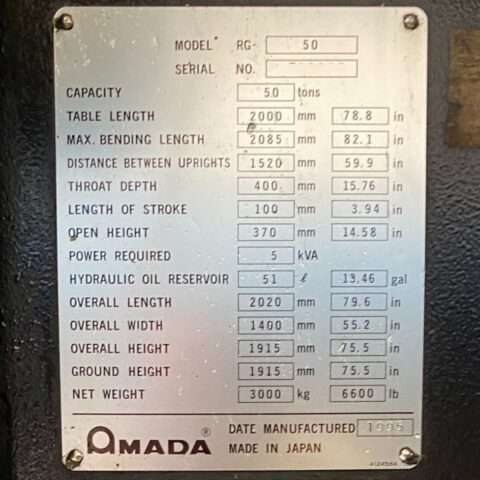 MODEL RG- 50
SERIAL NO.
CAPACITY 50 tons
TABLE LENGTH 2000 mm 78.8 in
MAX. BENDING LENGTH 2085 mm 82.1 in
DISTANCE BETWEEN UPRIGHTS 1520 mm 59.9 in
THROAT DEPTH 400 mm 15.76 in
LENGTH OF STROKE 100 mm 3.94 in
OPEN HEIGHT 370 mm 14.58 in
POWER REQUIRED 5 kVA
HYDRAULIC OIL RESERVOIR 51 ℓ 13.46 gal
OVERALL LENGTH 2020 mm 79.6 in
OVERALL WIDTH 1400 mm 55.2 in
OVERALL HEIGHT 1915 mm 75.5 in
GROUND HEIGHT 1915 mm 75.5 in
NET WEIGHT 3000 kg 6600 lb
AMADA® DATE MANUFACTURED 1995
MADE IN JAPAN